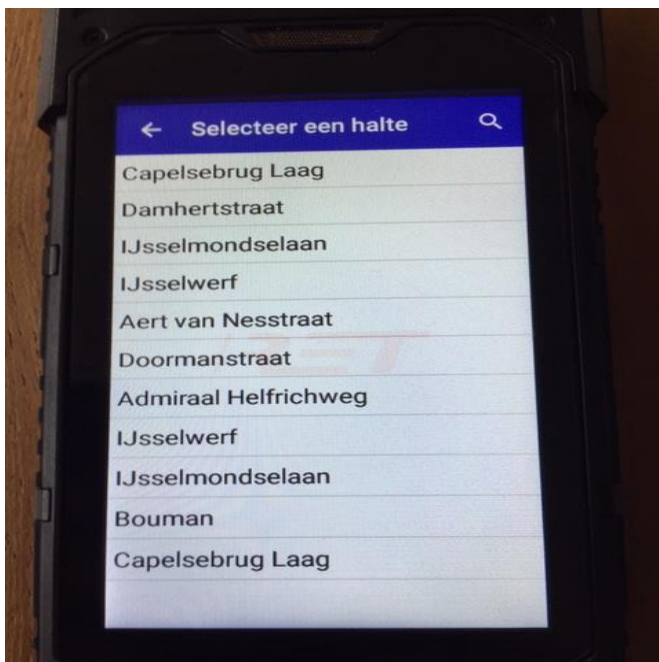 Selecteer een halte
Capelsebrug Laag
Damhertstraat
IJsselmondselaan
IJsselwerf
Aert van Nesstraat
Doormanstraat
Admiraal Helfrichweg
IJsselwerf
IJsselmondselaan
Bouman
Capelsebrug Laag
RET